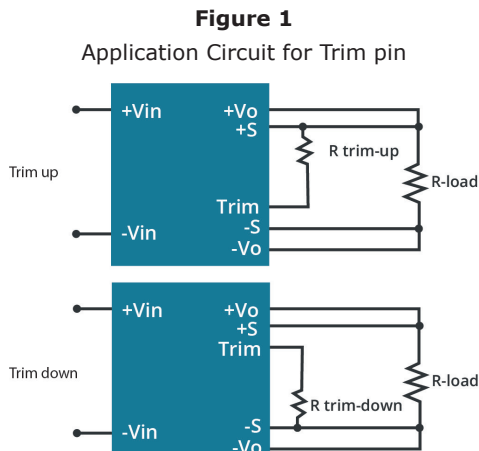 Figure 1
Application Circuit for Trim pin
+Vin
+Vo
+S
R trim-up
Trim up
R-load
Trim
-S
-Vin
-Vo
+Vin
+Vo
+S
Trim
Trim down
R-load
R trim-down
-S
-Vin
-Vo